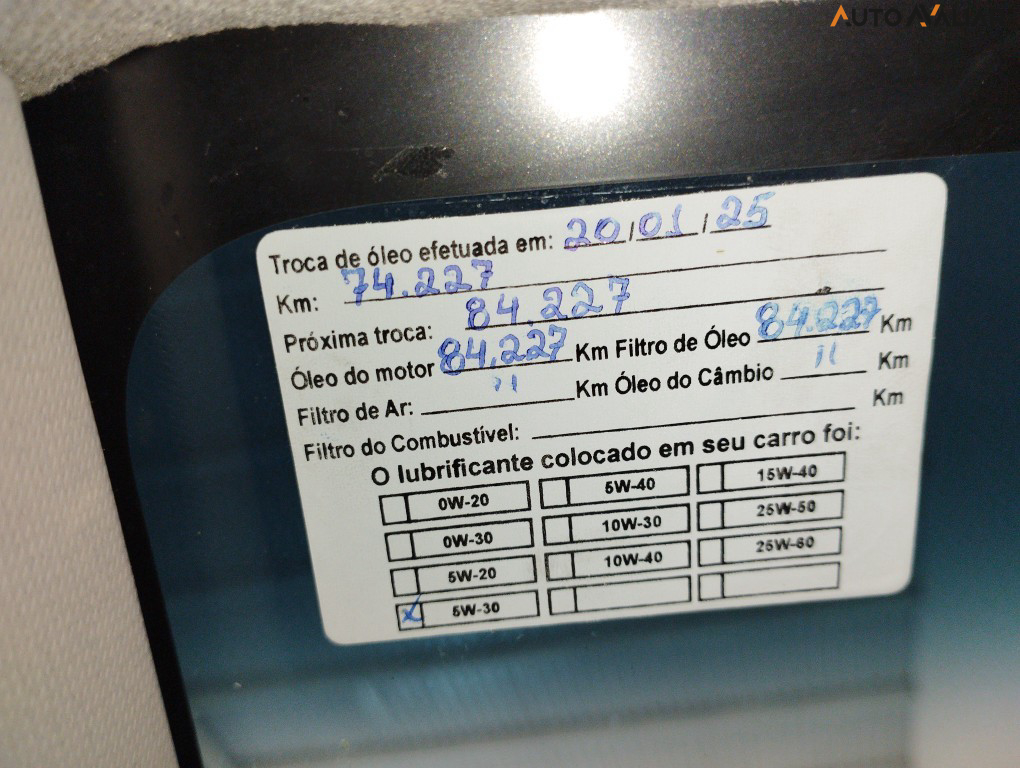 AUTO AVALIAR
Troca de óleo efetuada em: 20/01/25
Km: 74.227
Próxima troca: 84.227
Óleo do motor 84.227 Km Filtro de Óleo 84.227 Km
Filtro de Ar: " Km Óleo do Câmbio " Km
Filtro do Combustível: Km
O lubrificante colocado em seu carro foi:
0W-20 5W-40 15W-40
0W-30 10W-30 25W-50
5W-20 10W-40 25W-60
X 5W-30